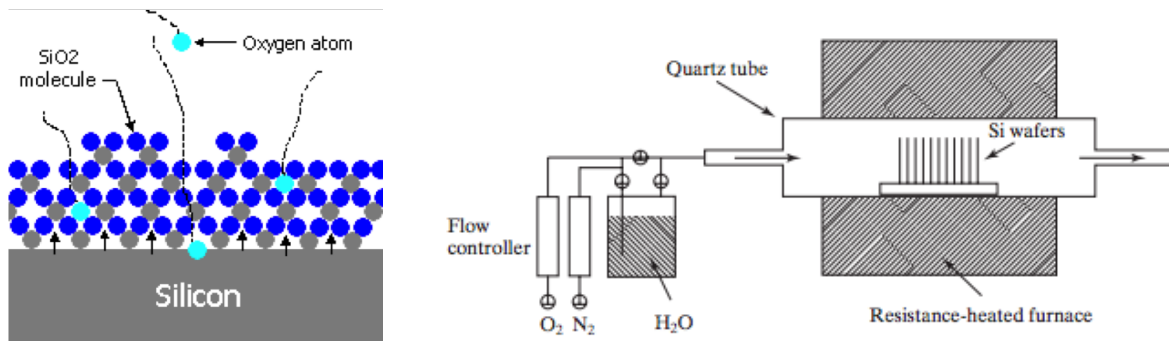 Oxygen atom
SiO2
molecule
Silicon
Quartz tube
Si wafers
Flow
controller
O₂ N₂
H₂O
Resistance-heated furnace